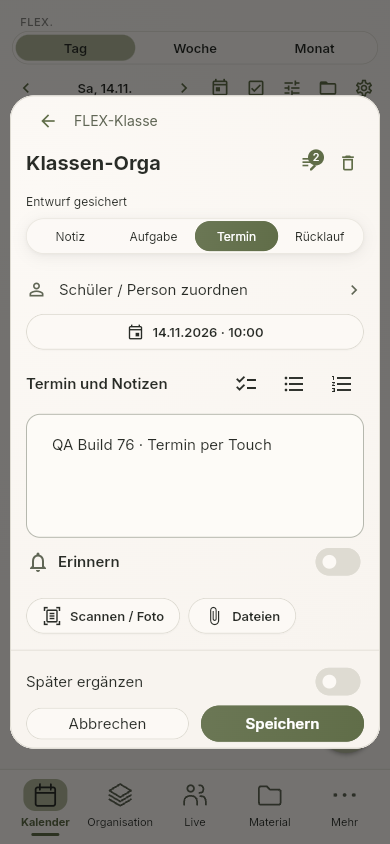 FLEX.
Tag Woche Monat
Sa, 14.11.
FLEX-Klasse
Klassen-Orga
2
Entwurf gesichert
Notiz Aufgabe Termin Rücklauf
Schüler / Person zuordnen
14.11.2026 · 10:00
Termin und Notizen
QA Build 76 · Termin per Touch
Erinnern
Scannen / Foto Dateien
Später ergänzen
Abbrechen Speichern
Kalender Organisation Live Material Mehr